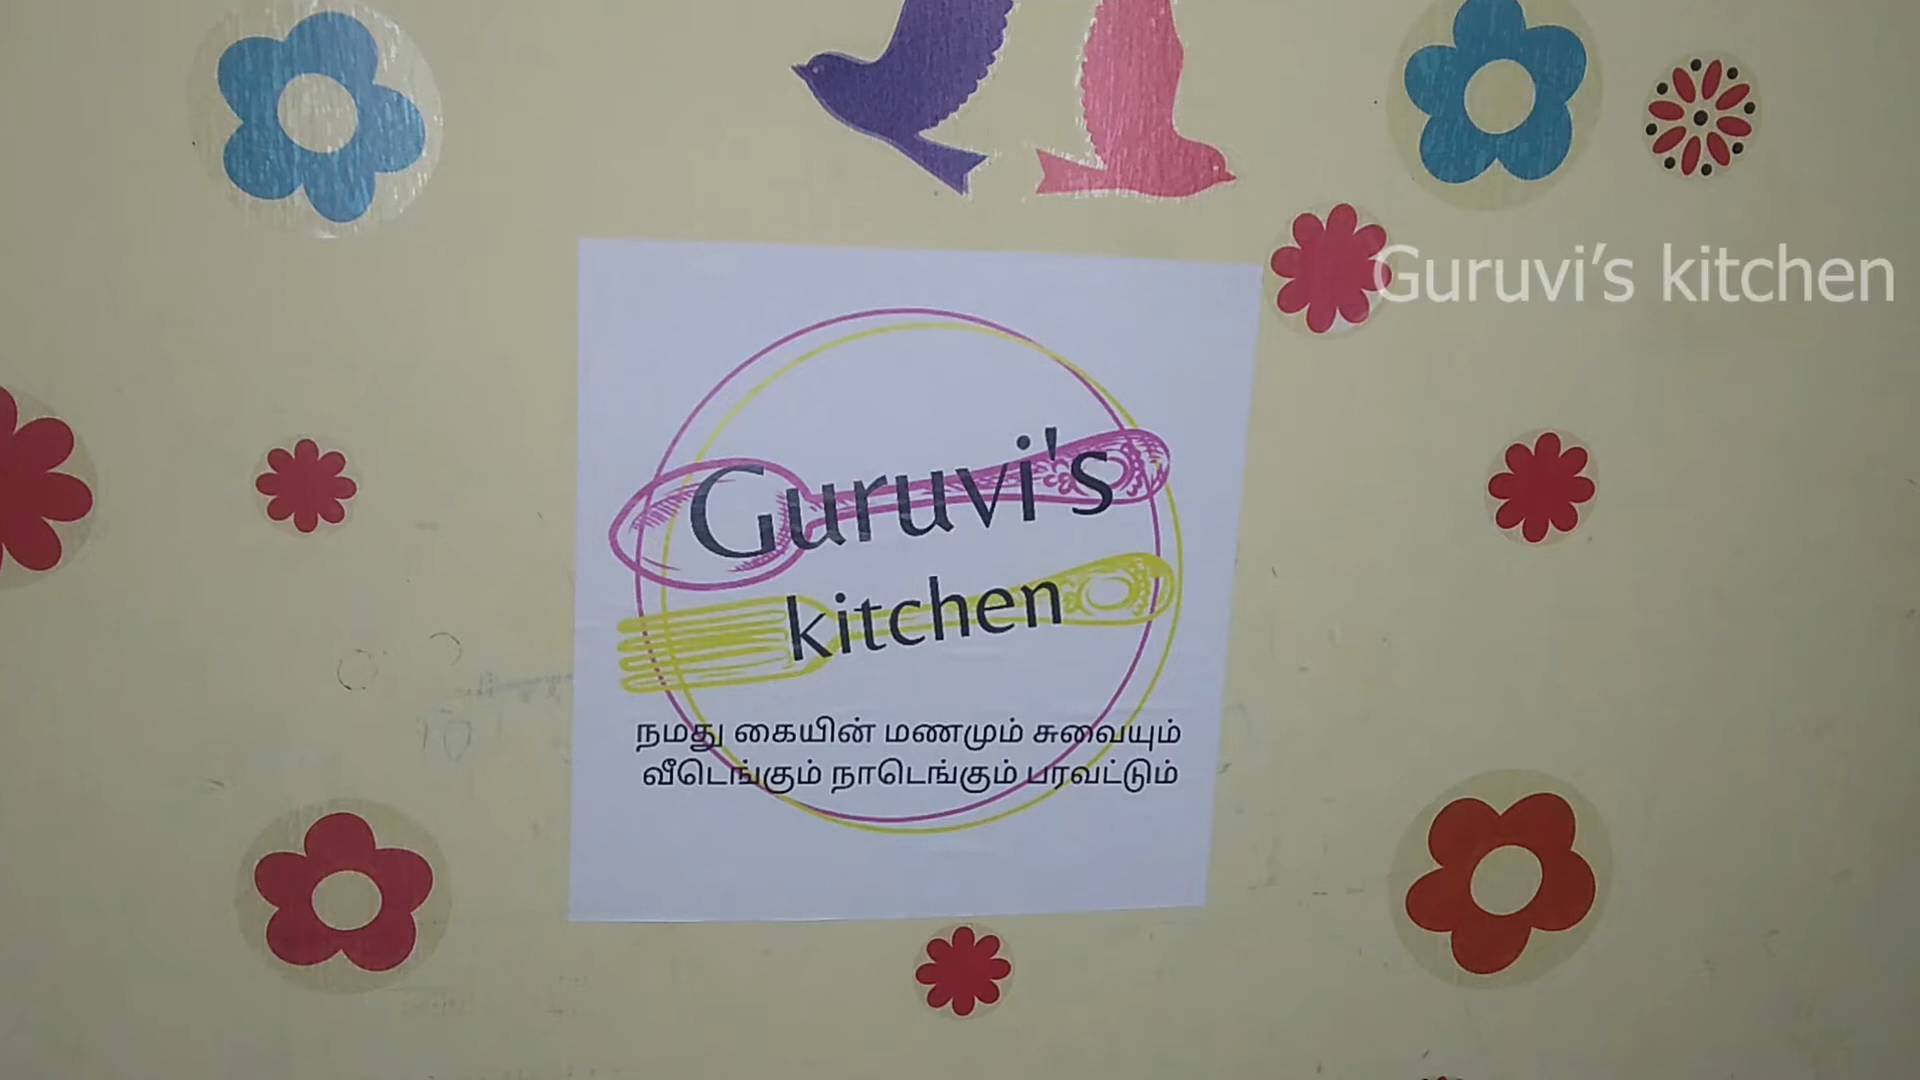 Guruvi's kitchen
Guruvi's
kitchen
நமது கையின் மணமும் சுவையும்
வீடெங்கும் நாடெங்கும் பரவட்டும்